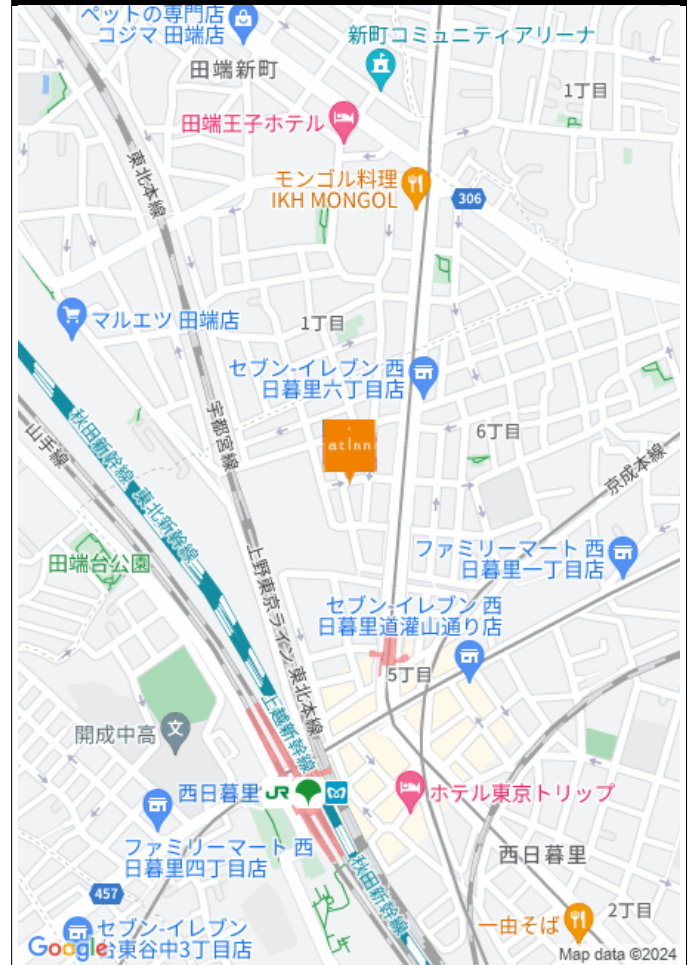 ペットの専門店
コジマ 田端店
新町コミュニティアリーナ
田端新町
1丁目
田端王子ホテル
東北本線
モンゴル料理
IKH MONGOL
306
マルエツ 田端店
1丁目
セブン-イレブン 西
日暮里六丁目店
宇都宮線
atInn
6丁目
山手線
秋田新幹線 東北新幹線
京成本線
田端台公園
ファミリーマート 西
日暮里一丁目店
上野東京ライン 東北本線
セブン-イレブン 西
日暮里道灌山通り店
5丁目
上越新幹線
開成中高
文
西日暮里
JR
ホテル東京トリップ
ファミリーマート 西
日暮里四丁目店
西日暮里
秋田新幹線
457
2丁目
セブン-イレブン
台東谷中3丁目店
一由そば
Google
Map data ©2024